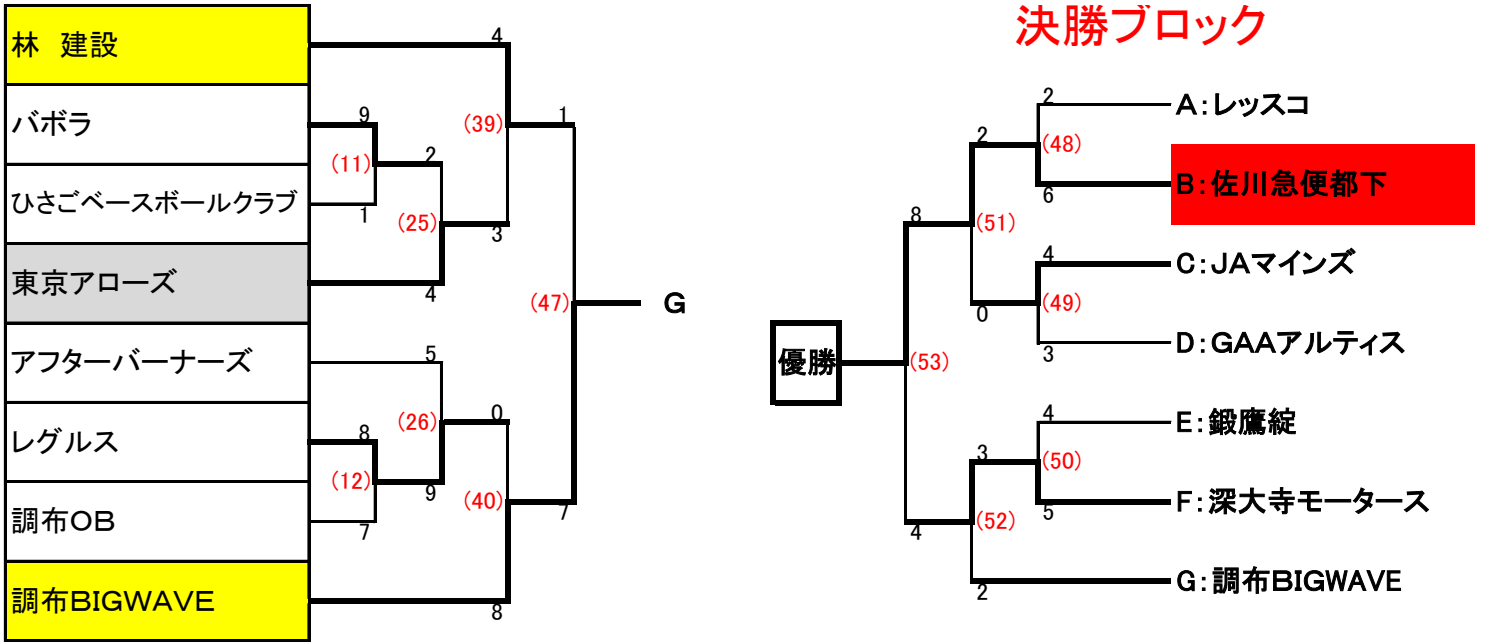 決勝ブロック
林　建設
バボラ
ひさごベースボールクラブ
東京アローズ
アフターバーナーズ
レグルス
調布OB
調布BIGWAVE
4
9
(11)
1
2
(25)
4
(39)
3
1
(47)
G
5
(26)
8
(12)
7
9
0
(40)
8
7
優勝
(53)
8
4
2
(51)
0
3
(52)
2
2
(48)
6
4
(49)
3
4
(50)
5
A:レッスコ
B:佐川急便都下
C:JAマインズ
D:GAAアルティス
E:鍛鷹綻
F:深大寺モータース
G:調布BIGWAVE